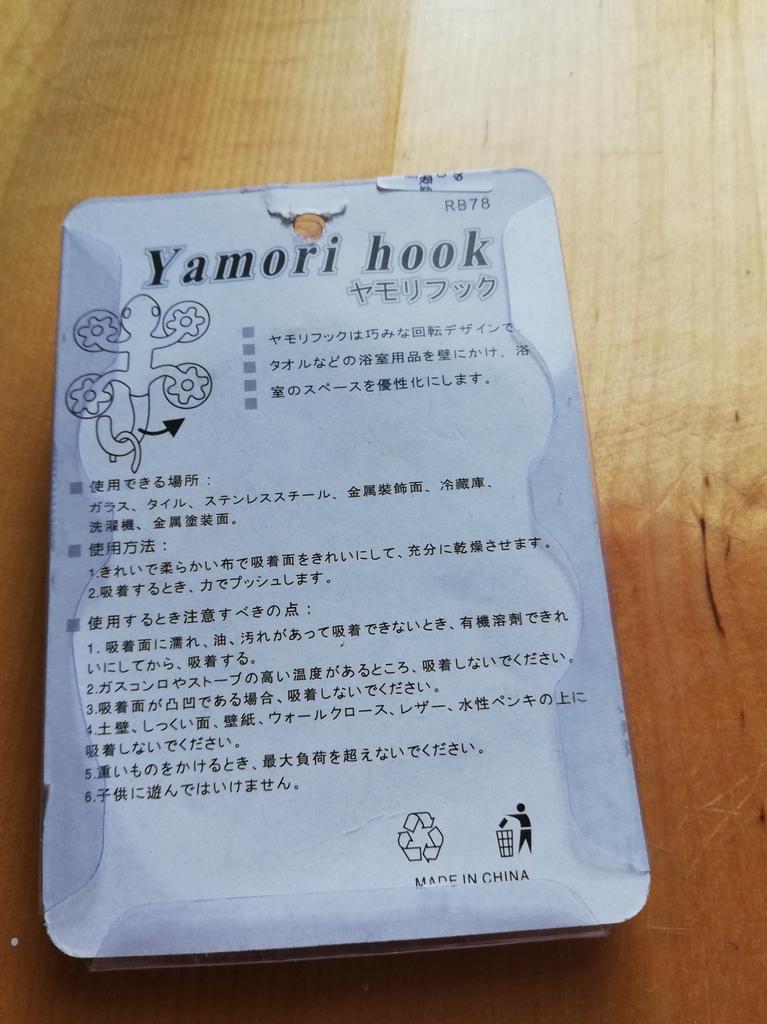 RB78
Yamori hook
ヤモリフック
ヤモリフックは巧みな回転デザインで、
タオルなどの浴室用品を壁にかけ、浴
室のスペースを優性化にします。
使用できる場所：
ガラス、タイル、ステンレススチール、金属装飾面、冷藏庫、
洗濯機、金属塗装面。
使用方法：
1.きれいで柔らかい布で吸着面をきれいにして、充分に乾燥させます。
2.吸着するとき、力でプッシュします。
使用するとき注意すべきの点：
1. 吸着面に濡れ、油、汚れがあって吸着できないとき、有機溶剤できれ
いにしてから、吸着する。
2.ガスコンロやストーブの高い温度があるところ、吸着しないでください。
3.吸着面が凸凹である場合、吸着しないでください。
4.土壁、しっくい面、壁紙、ウォールクロース、レザー、水性ペンキの上に
吸着しないでください。
5.重いものをかけるとき、最大負荷を超えないでください。
6.子供に遊んではいけません。
MADE IN CHINA